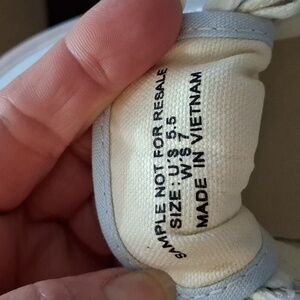 SAMPLE NOT FOR RESALE
SIZE: U'S 5.5
W'S 7
MADE IN VIETNAM